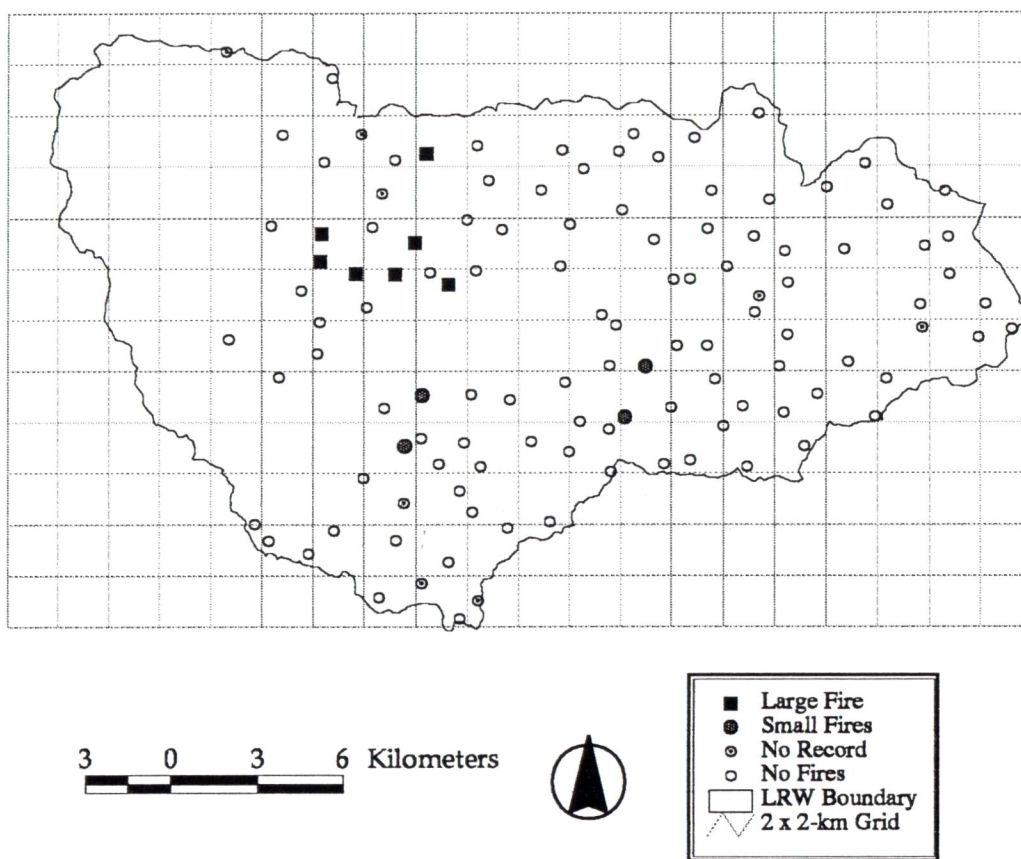 3 0 3 6 Kilometers
Large Fire
Small Fires
No Record
No Fires
LRW Boundary
2 x 2-km Grid